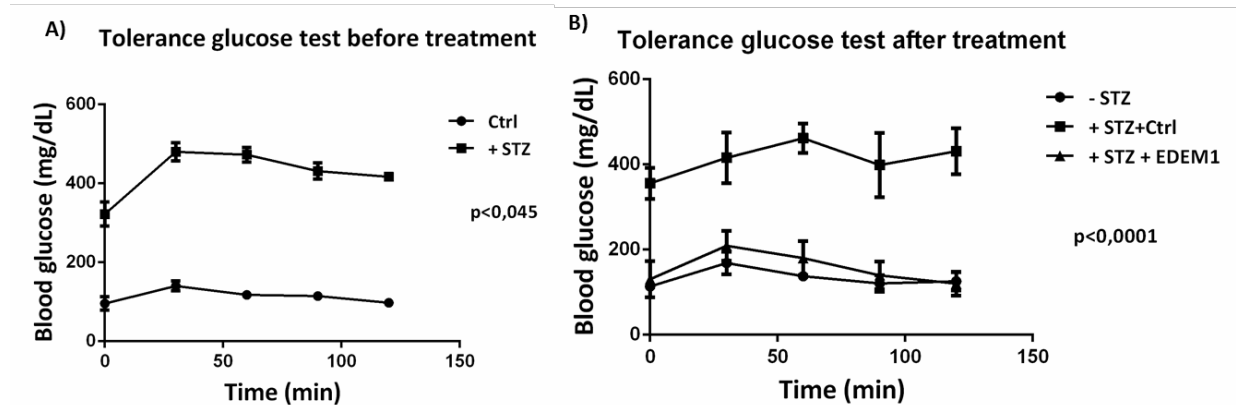 A)
Tolerance glucose test before treatment
Blood glucose (mg/dL)
600
400
200
0
0 50 100 150
Time (min)
Ctrl
+ STZ
p<0,045
B)
Tolerance glucose test after treatment
Blood glucose (mg/dL)
600
400
200
0
0 50 100 150
Time (min)
- STZ
+ STZ+Ctrl
+ STZ + EDEM1
p<0,0001